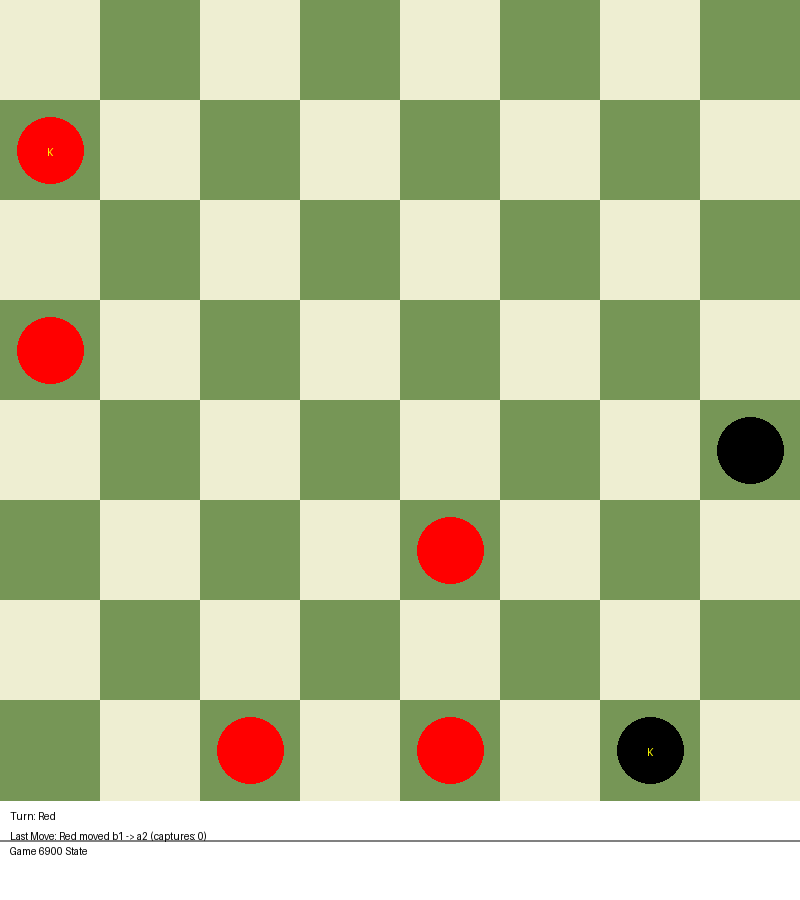 K
K
Turn: Red
Last Move: Red moved b1 -> a2 (captures: 0)
Game 6900 State